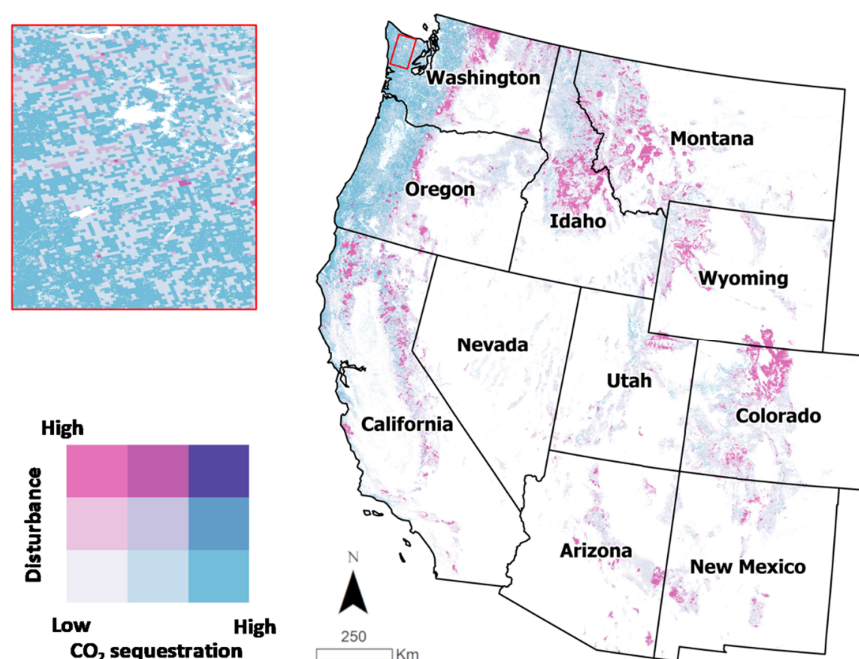 Washington
Montana
Oregon
Idaho
Wyoming
Nevada
Utah
Colorado
California
Arizona
New Mexico
High
Disturbance
Low
High
CO₂ sequestration
N
250
Km